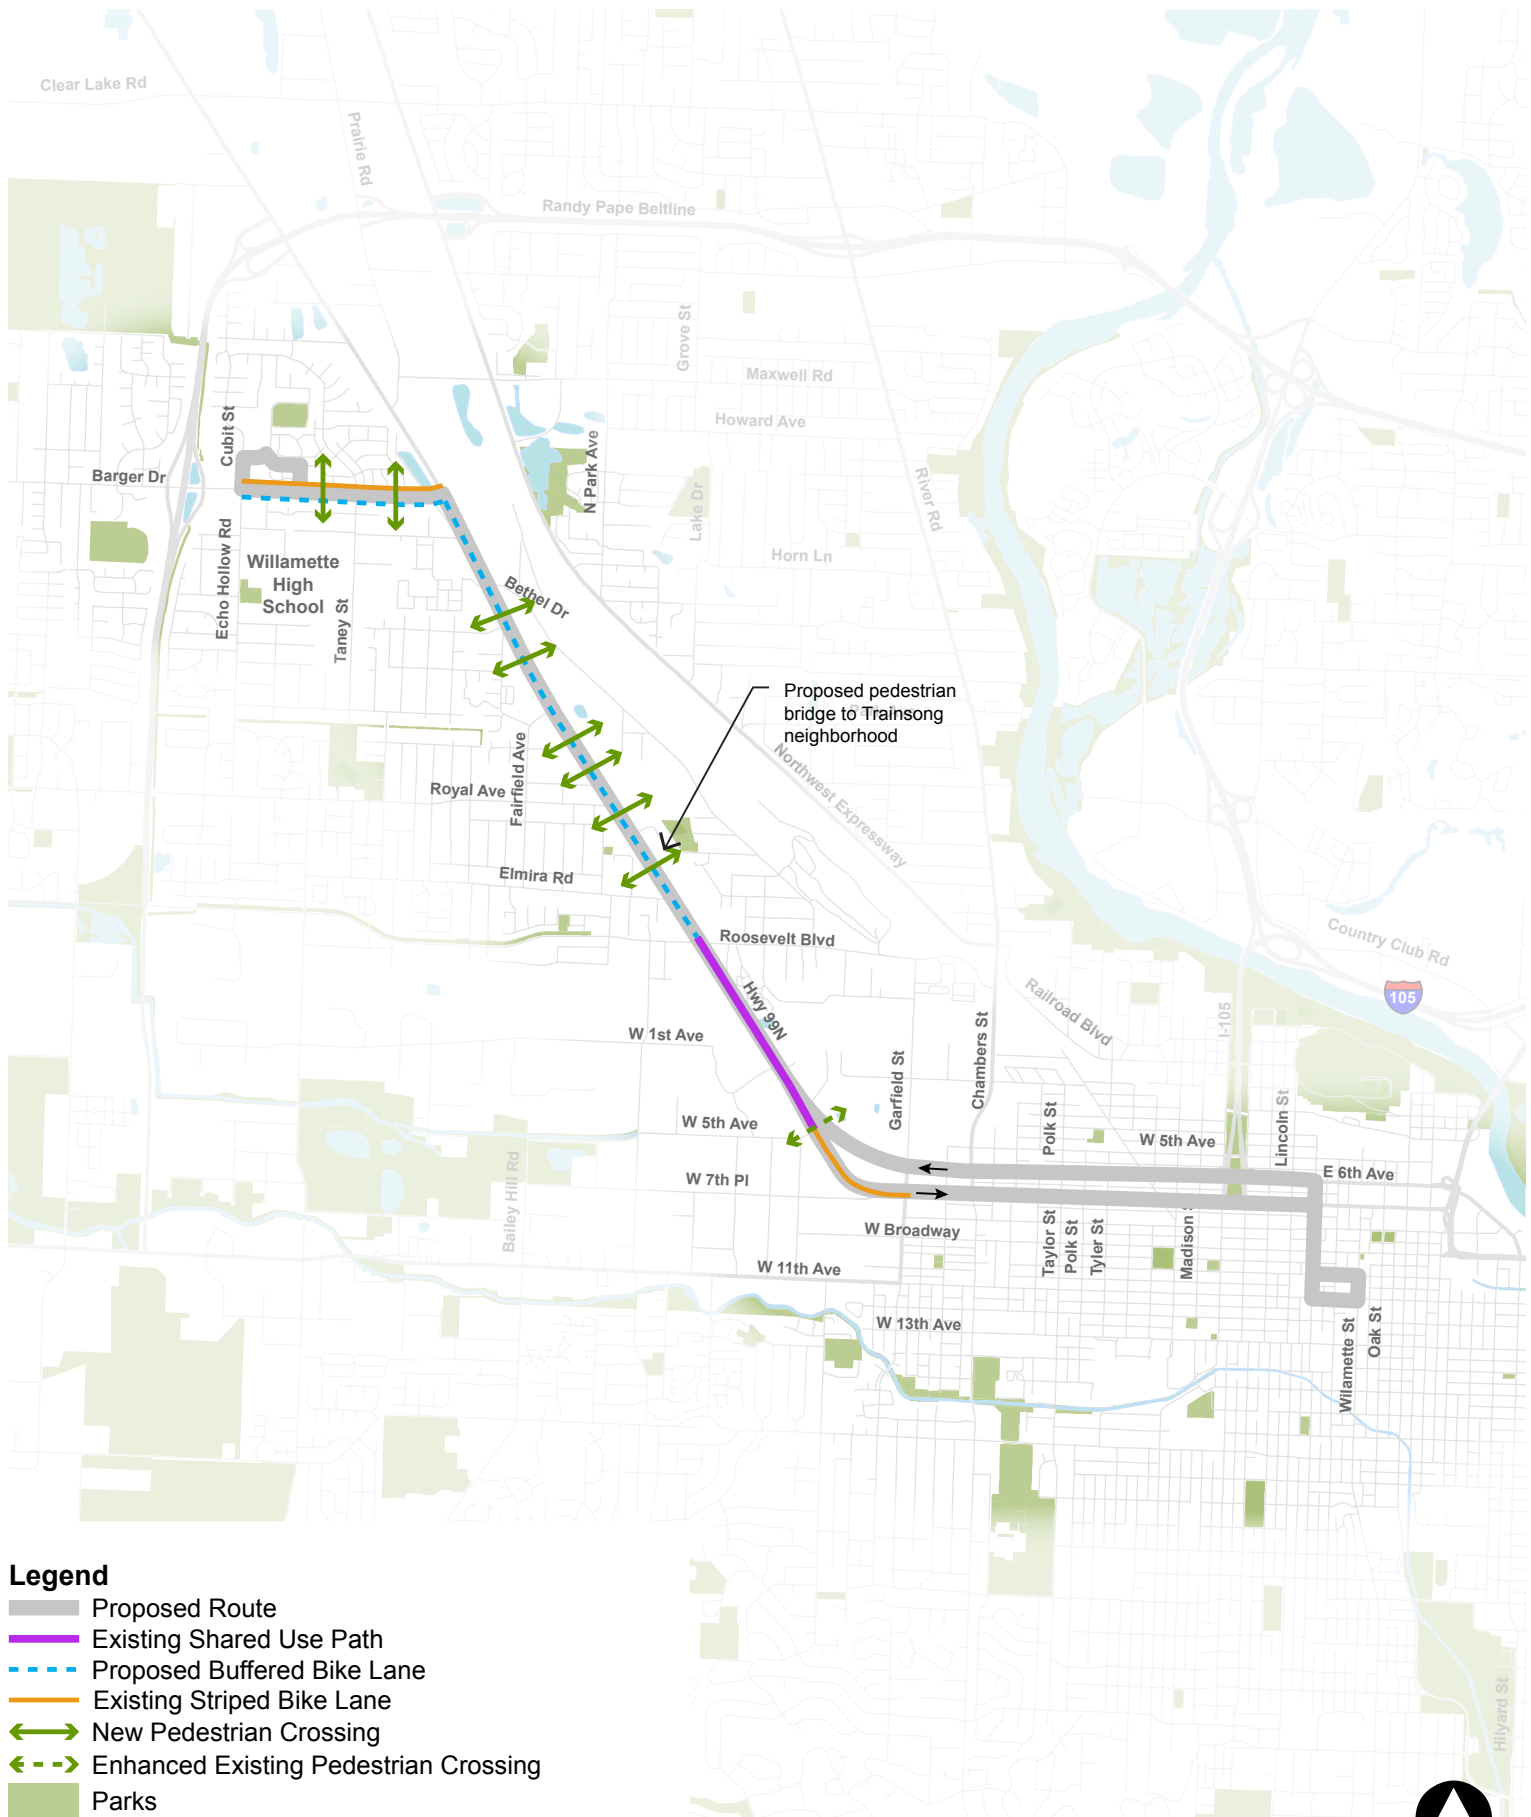 Clear Lake Rd
Prairie Rd
Randy Pape Beltline
Grove St
Maxwell Rd
Howard Ave
Cubit St
Barger Dr
N Park Ave
River Rd
Lake Dr
Horn Ln
Echo Hollow Rd
Willamette
High
School
Taney St
Bethel Dr
Proposed pedestrian
bridge to Trainsong
neighborhood
Northwest Expressway
Fairfield Ave
Royal Ave
Elmira Rd
Roosevelt Blvd
Country Club Rd
105
Hwy 99N
Railroad Blvd
I-105
W 1st Ave
Garfield St
Chambers St
Polk St
Lincoln St
W 5th Ave
W 5th Ave
E 6th Ave
W 7th Pl
Bailey Hill Rd
W Broadway
Taylor St
Polk St
Tyler St
Madison
W 11th Ave
W 13th Ave
Wilamette St
Oak St
Hilyard St
Legend
Proposed Route
Existing Shared Use Path
Proposed Buffered Bike Lane
Existing Striped Bike Lane
New Pedestrian Crossing
Enhanced Existing Pedestrian Crossing
Parks